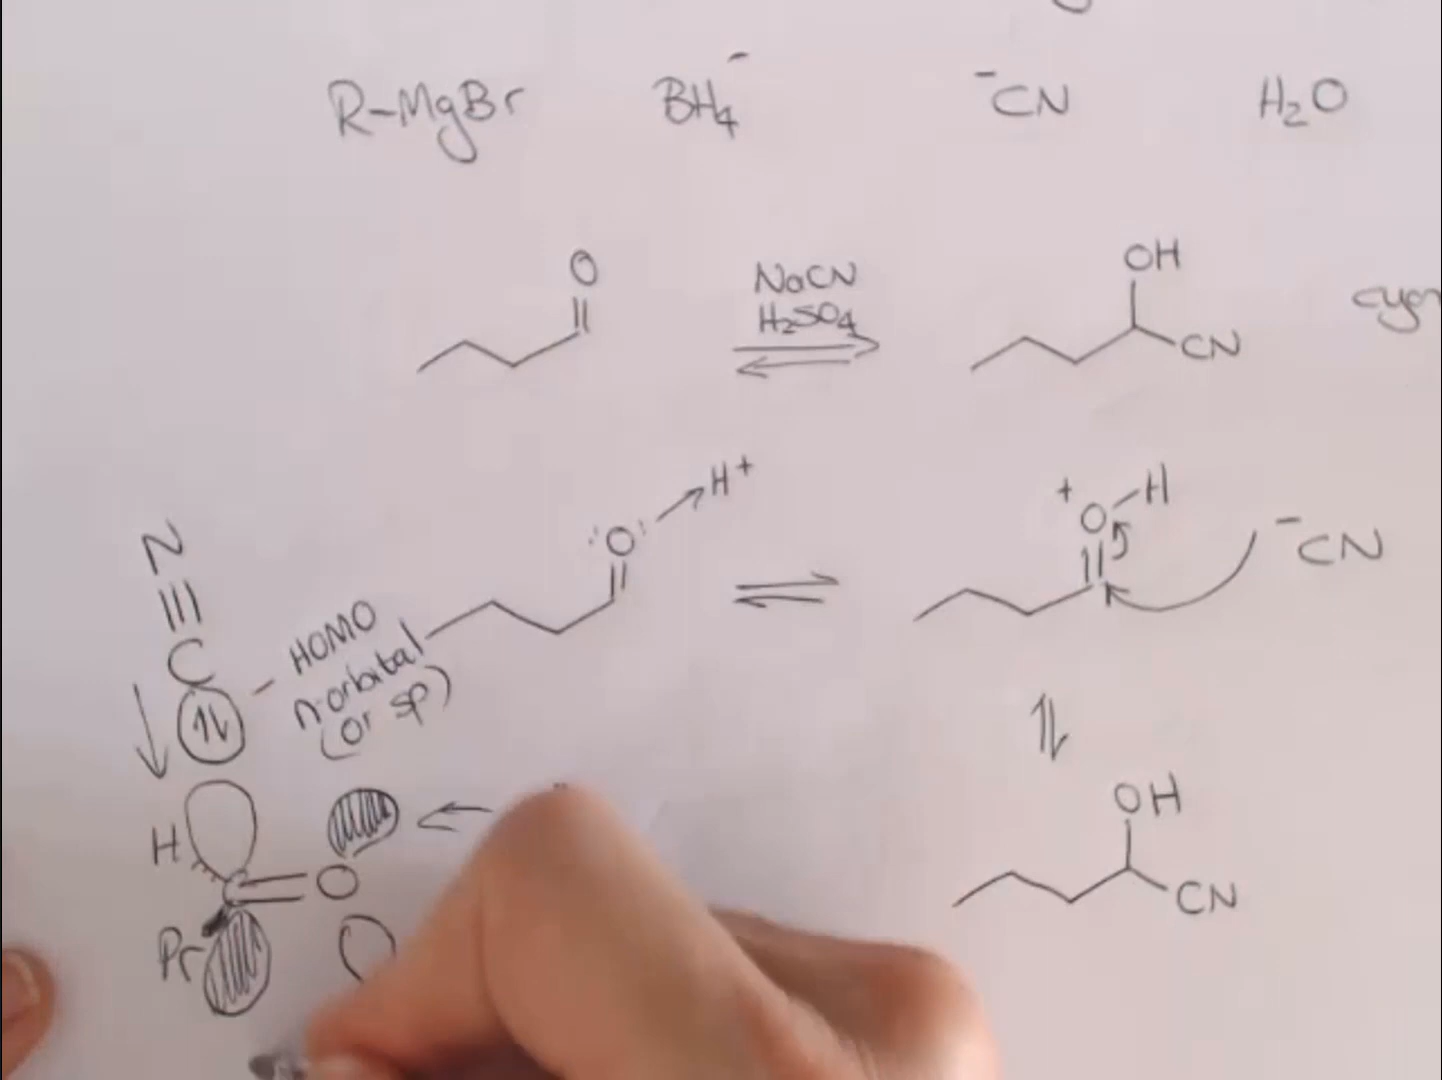 R-MgBr BH4⁻ ⁻CN H2O
O
NaCN
H2SO4
OH
CN
H+
:O:
+
O-H
⁻CN
N
≡
C
HOMO
n-orbital
(or sp)
⥮
H
C=O
Pr
OH
CN